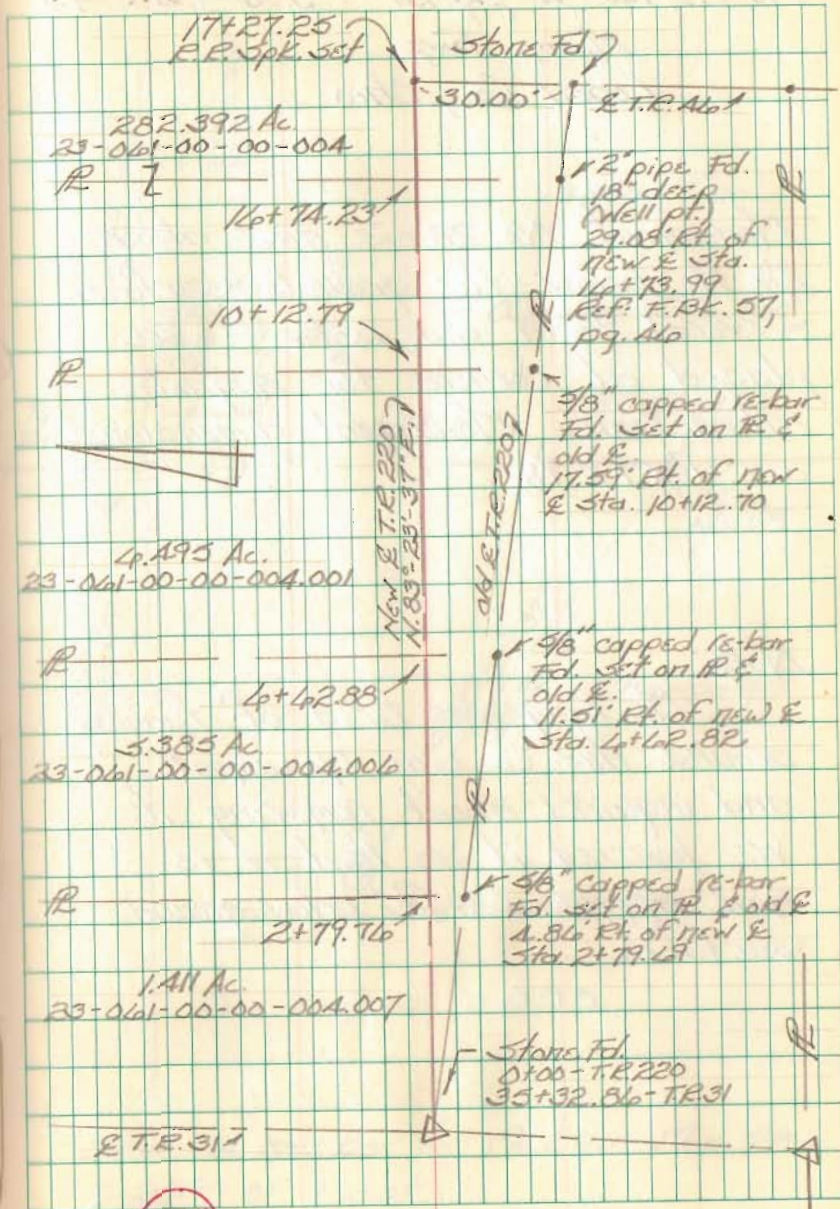 17+27.25
R.R. Spk. Set
Stone Fd.
30.00'
℄ T.R. 46
282.392 Ac.
23-061-00-00-004
℄
Z
16+74.23
2" pipe Fd.
18" deep
(Well pt.)
29.08' Rt. of
new ℄ Sta.
16+73.99
Ref: F.Bk. 57,
pg. 46
10+12.79
5/8" capped re-bar
Fd. set on ⅊ &
old ℄
17.59' Rt. of new
℄ Sta. 10+12.70
New ℄ T.R. 220
N.83°-23'-37"E.
old ℄ T.R. 220
6.495 Ac.
23-061-00-00-004.001
⅊
6+62.88
5/8" capped re-bar
Fd. set on ⅊ &
old ℄.
11.51' Rt. of new ℄
Sta. 6+62.82
5.385 Ac.
23-061-00-00-004.006
⅊
2+79.76
5/8" capped re-bar
Fd. set on ⅊ & old ℄
4.86' Rt. of new ℄
Sta. 2+79.69
1.411 Ac.
23-061-00-00-004.007
Stone Fd.
0+00-T.R. 220
35+32.86-T.R. 31
℄ T.R. 31